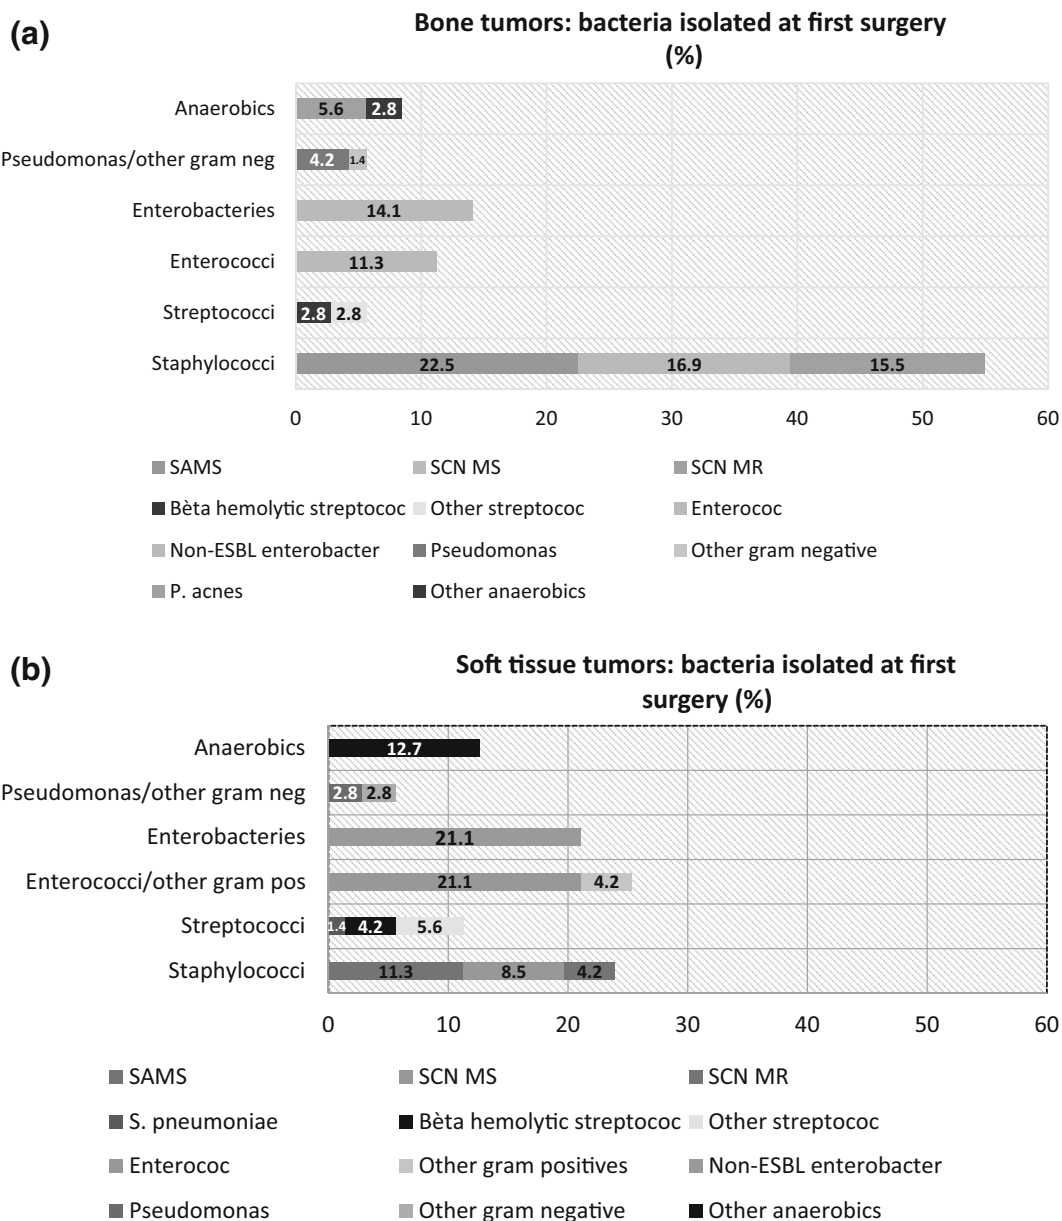 (a)
Bone tumors: bacteria isolated at first surgery
(%)
Anaerobics 5.6 2.8
Pseudomonas/other gram neg 4.2 1.4
Enterobacteries 14.1
Enterococci 11.3
Streptococci 2.8 2.8
Staphylococci 22.5 16.9 15.5
0 10 20 30 40 50 60
SAMS SCN MS SCN MR
Bèta hemolytic streptococ Other streptococ Enterococ
Non-ESBL enterobacter Pseudomonas Other gram negative
P. acnes Other anaerobics
(b)
Soft tissue tumors: bacteria isolated at first
surgery (%)
Anaerobics 12.7
Pseudomonas/other gram neg 2.8 2.8
Enterobacteries 21.1
Enterococci/other gram pos 21.1 4.2
Streptococci 1.4 4.2 5.6
Staphylococci 11.3 8.5 4.2
0 10 20 30 40 50 60
SAMS SCN MS SCN MR
S. pneumoniae Bèta hemolytic streptococ Other streptococ
Enterococ Other gram positives Non-ESBL enterobacter
Pseudomonas Other gram negative Other anaerobics